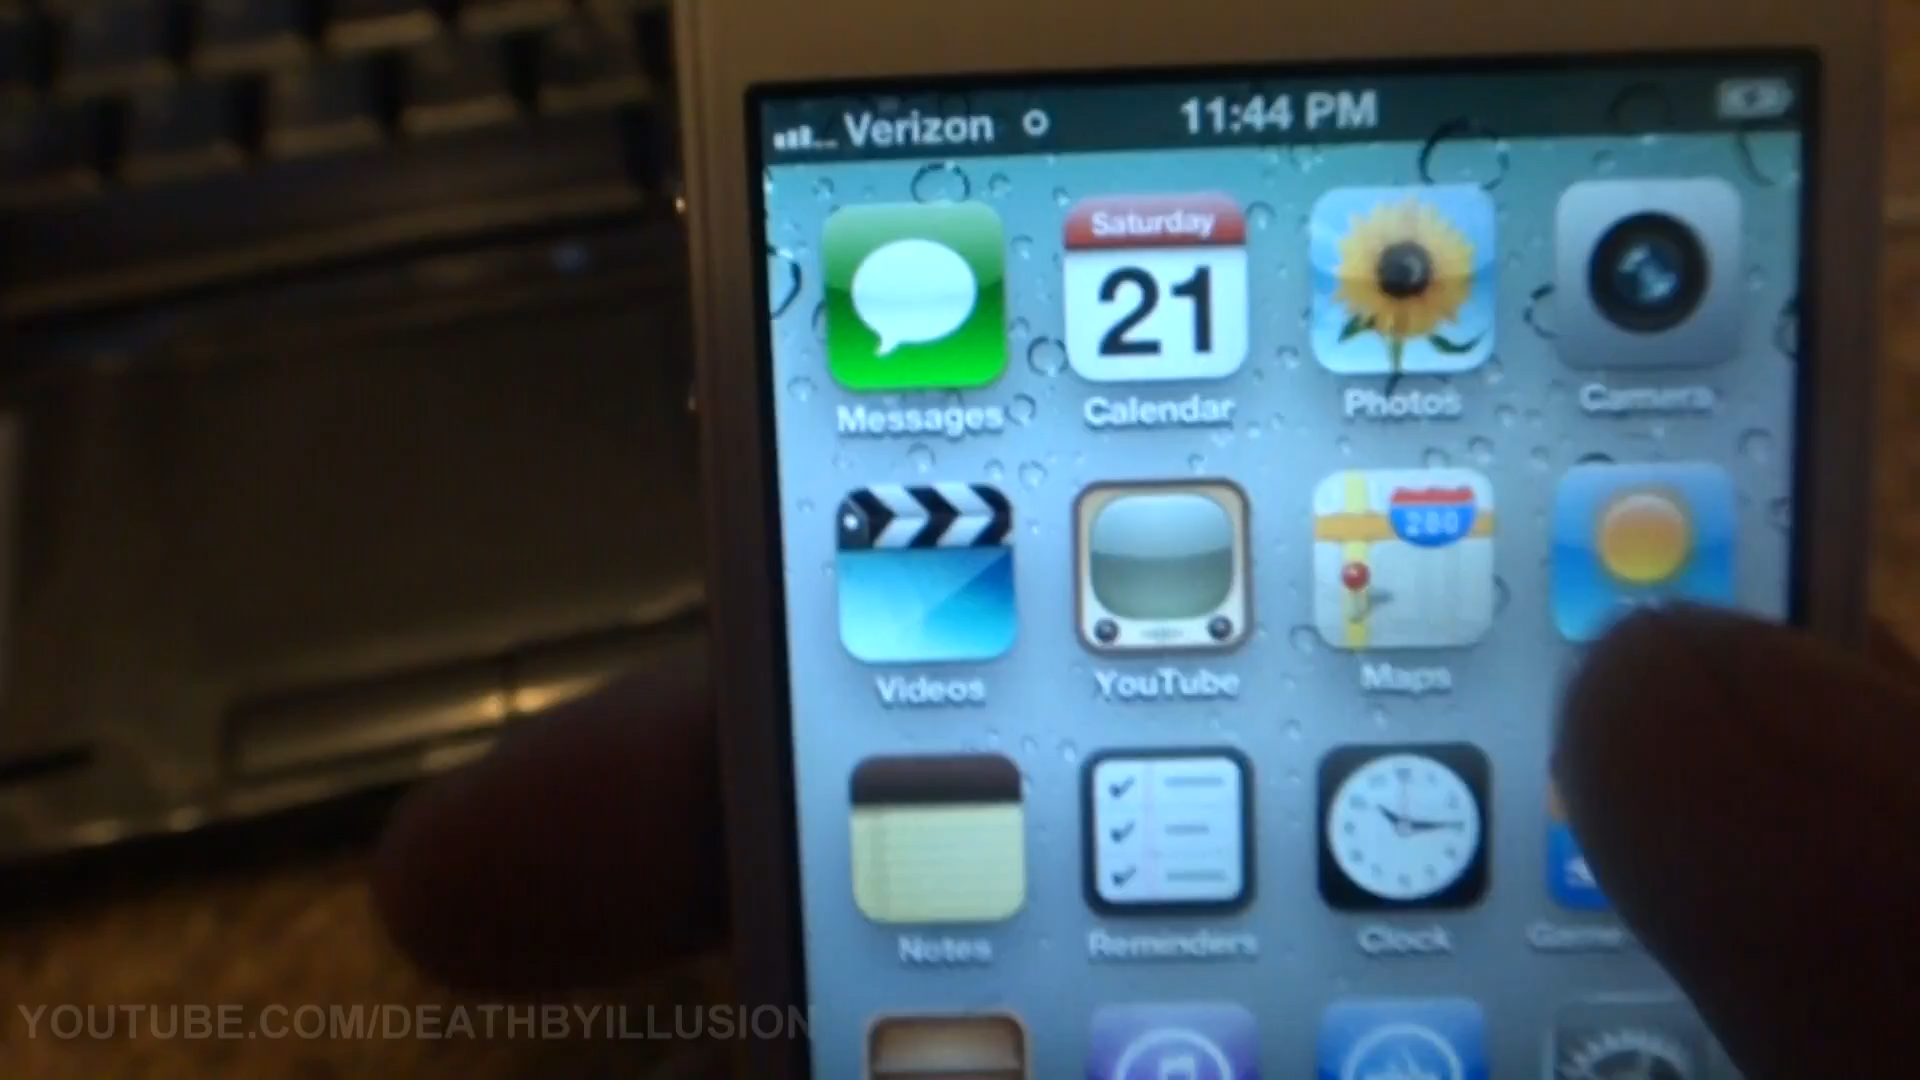 Verizon 11:44 PM
Saturday
21
Messages Calendar Photos Camera
280
Videos YouTube Maps
Notes Reminders Clock Game
YOUTUBE.COM/DEATHBYILLUSION